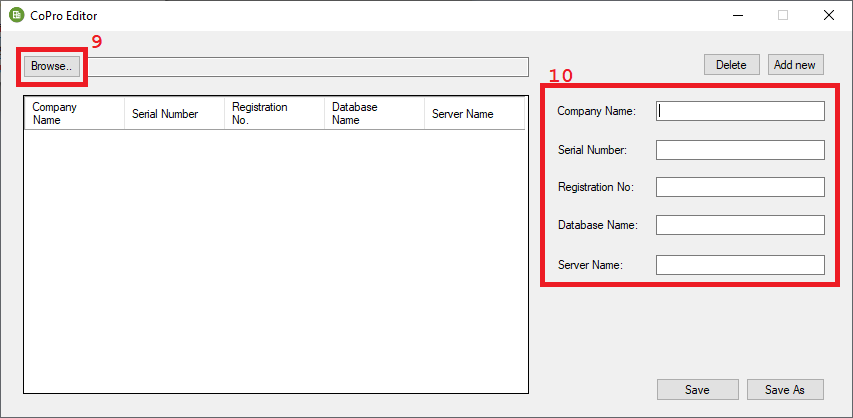 CoPro Editor
9
Browse..
Delete
Add new
10
Company Name
Serial Number
Registration No.
Database Name
Server Name
Company Name:
Serial Number:
Registration No:
Database Name:
Server Name:
Save
Save As